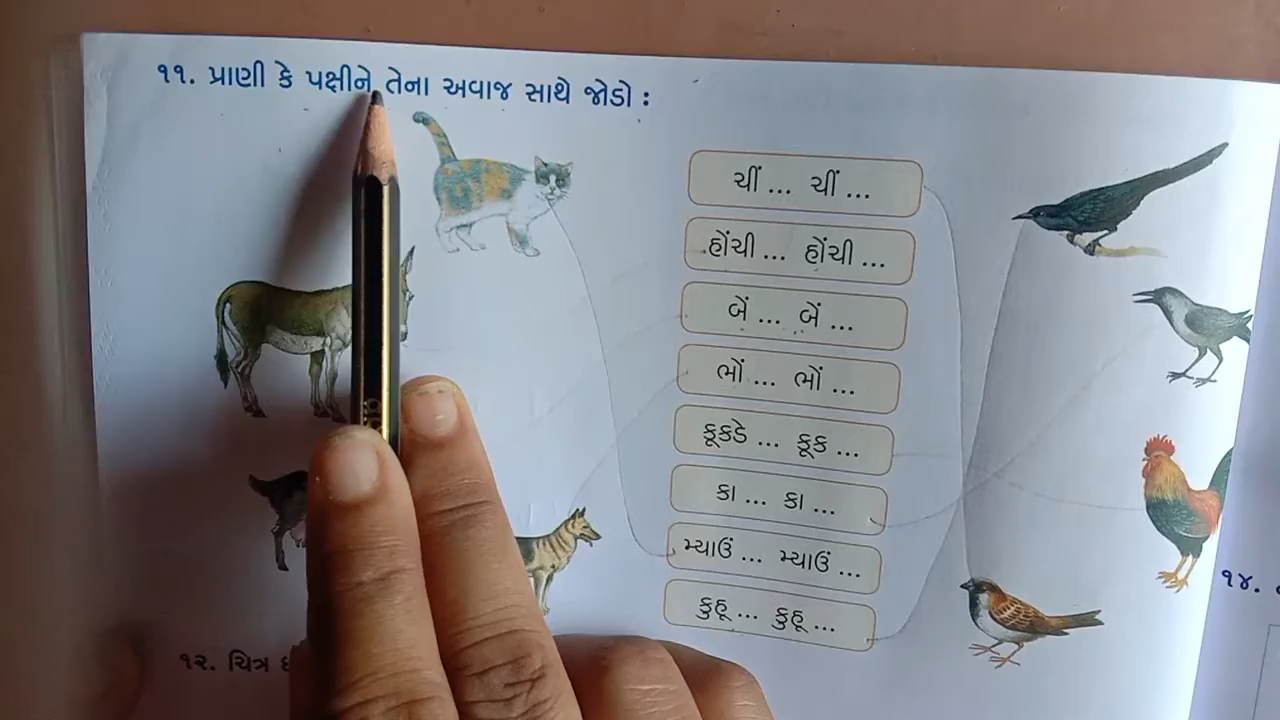 ૧૧. પ્રાણી કે પક્ષીને તેના અવાજ સાથે જોડો :
ચીં ... ચીં ...
હોંચી ... હોંચી ...
બેં ... બેં ...
ભોં ... ભોં ...
કૂકડે ... કૂક ...
કા ... કા ...
મ્યાઉં ... મ્યાઉં ...
કુહૂ ... કુહૂ ...
૧૨. ચિત્ર
૧૪.